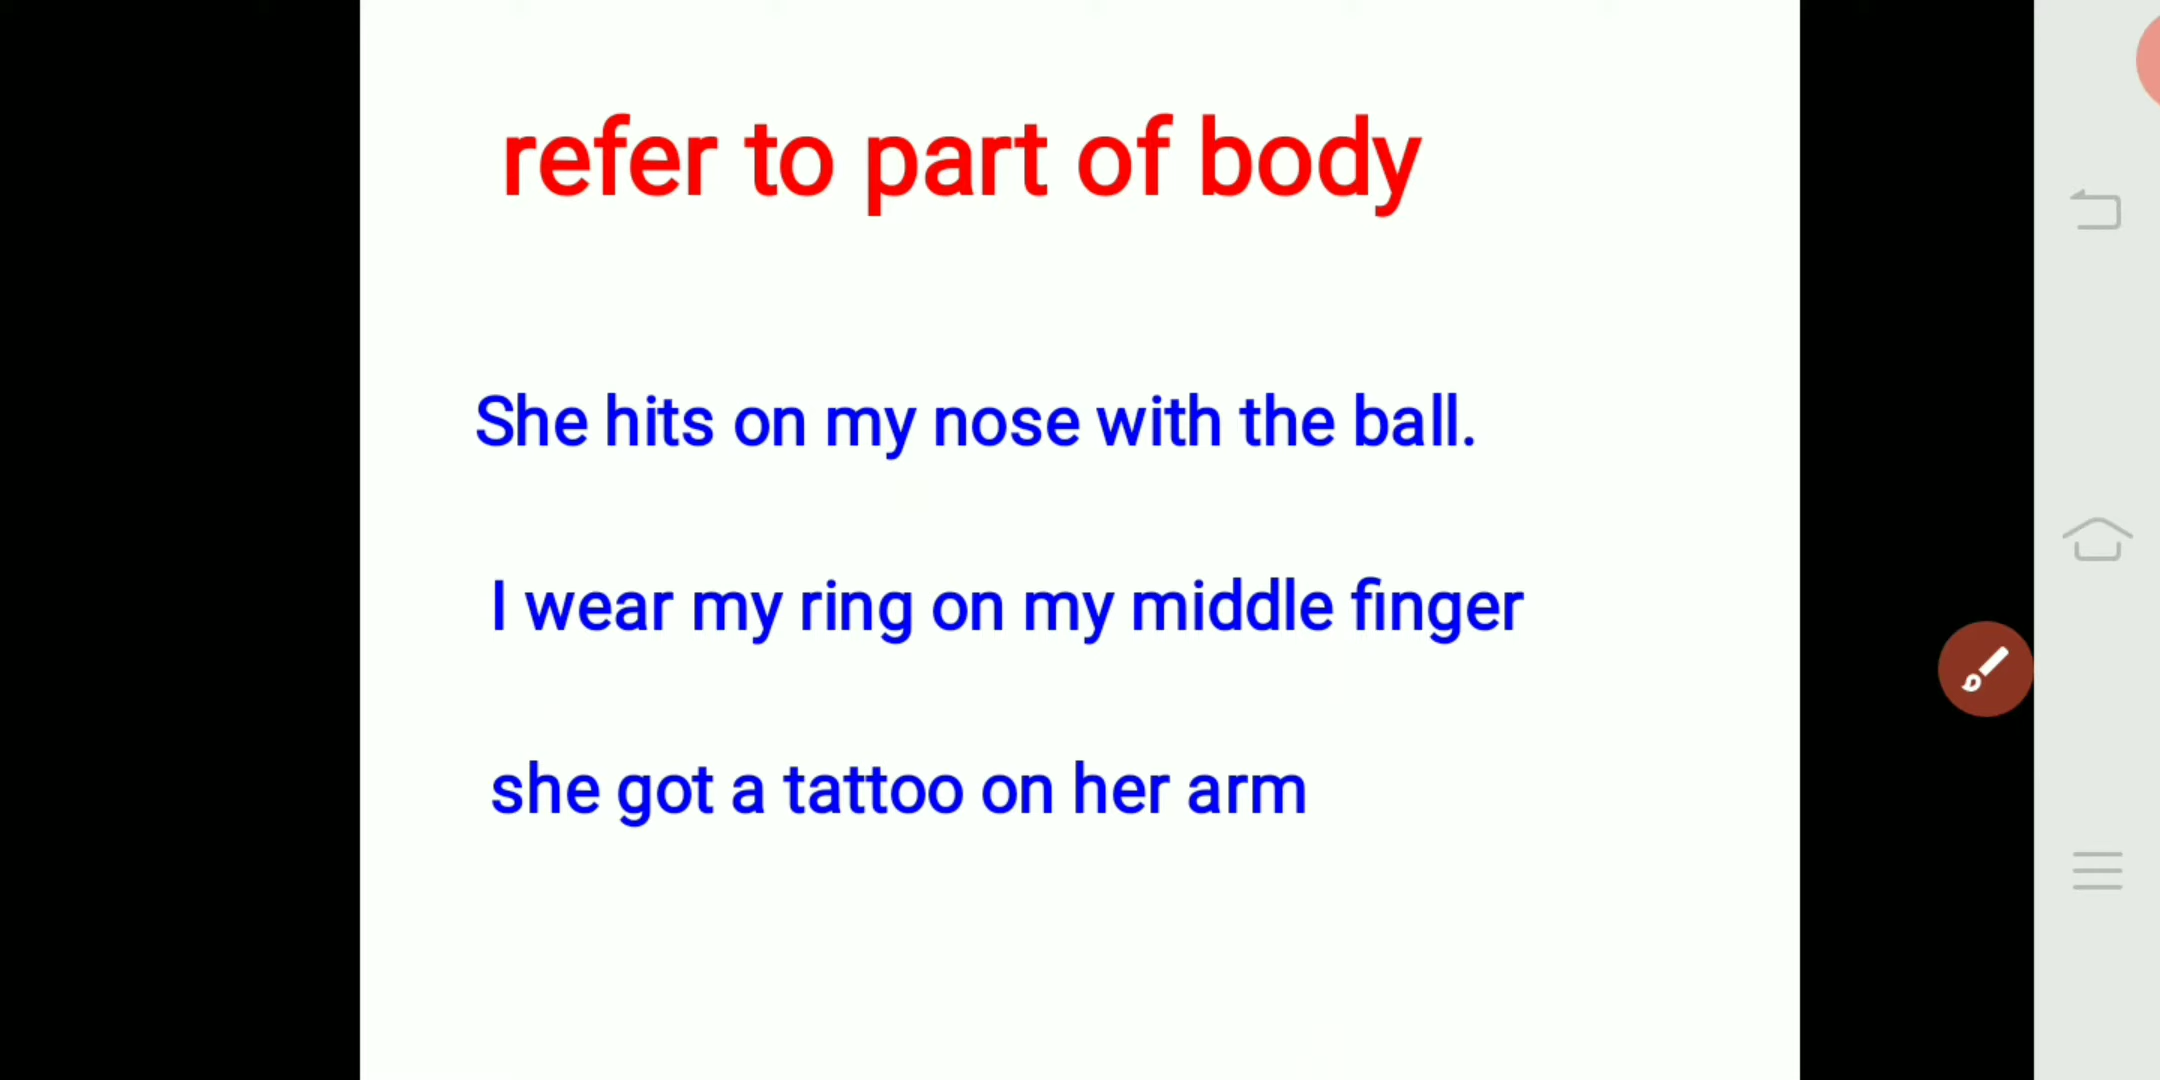 refer to part of body
She hits on my nose with the ball.
I wear my ring on my middle finger
she got a tattoo on her arm